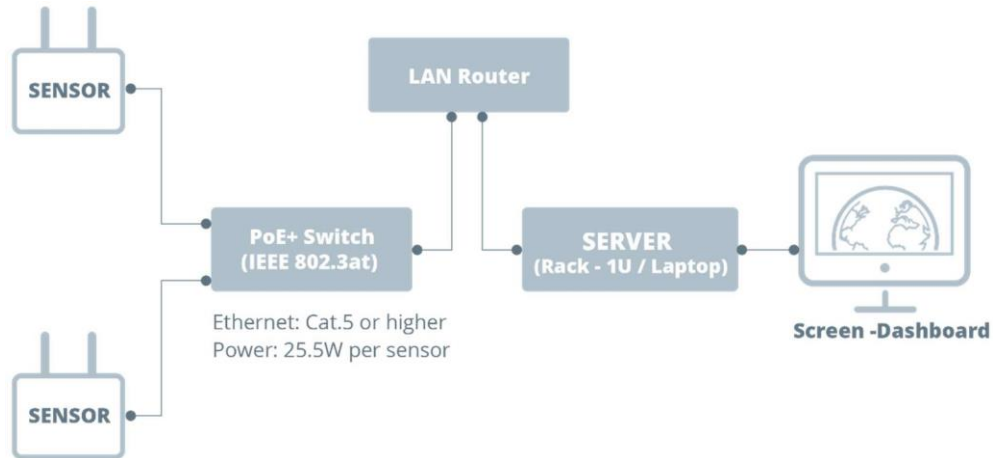 SENSOR
LAN Router
PoE+ Switch
(IEEE 802.3at)
SERVER
(Rack - 1U / Laptop)
Ethernet: Cat.5 or higher
Power: 25.5W per sensor
Screen -Dashboard
SENSOR